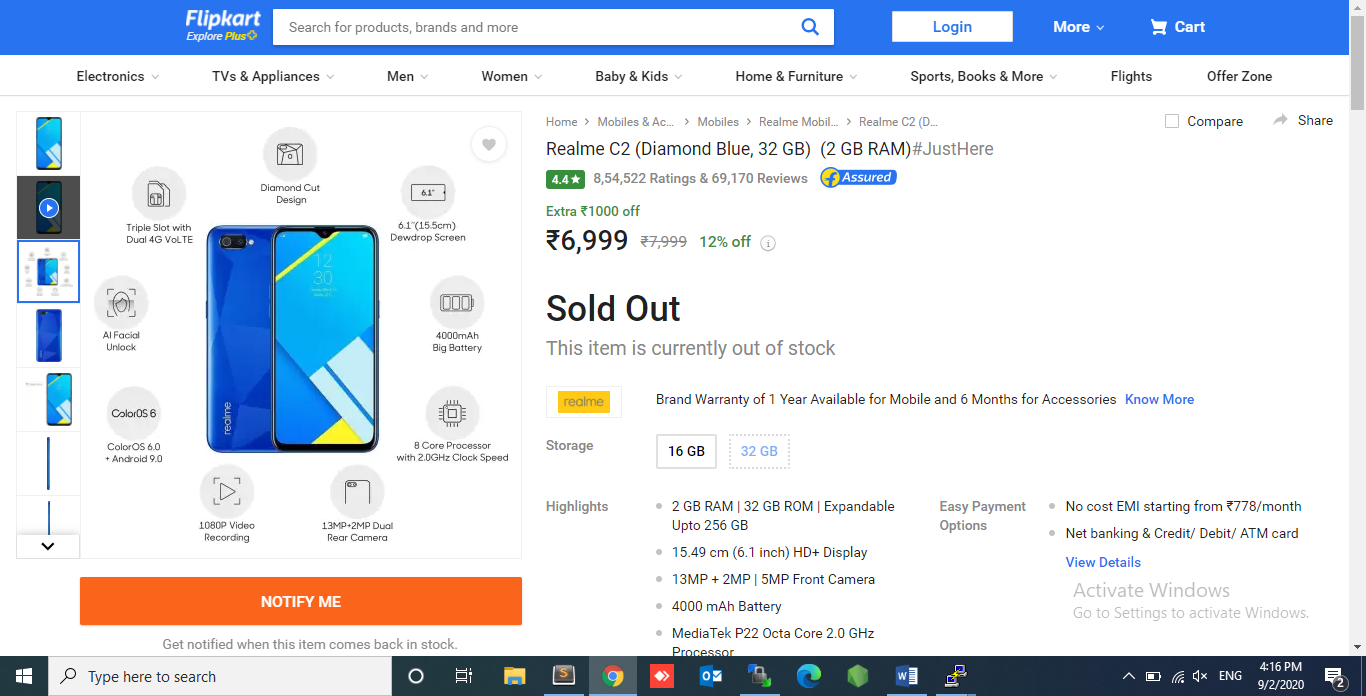 Flipkart
Explore Plus
Search for products, brands and more
Login
More
Cart
Electronics
TVs & Appliances
Men
Women
Baby & Kids
Home & Furniture
Sports, Books & More
Flights
Offer Zone
Diamond Cut
Design
Triple Slot with
Dual 4G VoLTE
6.1"
6.1"(15.5cm)
Dewdrop Screen
AI Facial
Unlock
4000mAh
Big Battery
12
30
realme
ColorOS 6
ColorOS 6.0
+ Android 9.0
8 Core Processor
with 2.0GHz Clock Speed
1080P Video
Recording
13MP+2MP Dual
Rear Camera
NOTIFY ME
Get notified when this item comes back in stock.
Home > Mobiles & Ac... > Mobiles > Realme Mobil... > Realme C2 (D...
Compare
Share
Realme C2 (Diamond Blue, 32 GB) (2 GB RAM)#JustHere
4.4★ 8,54,522 Ratings & 69,170 Reviews
Assured
Extra ₹1000 off
₹6,999 ₹7,999 12% off
Sold Out
This item is currently out of stock
realme
Brand Warranty of 1 Year Available for Mobile and 6 Months for Accessories Know More
Storage
16 GB
32 GB
Highlights
2 GB RAM | 32 GB ROM | Expandable
Upto 256 GB
15.49 cm (6.1 inch) HD+ Display
13MP + 2MP | 5MP Front Camera
4000 mAh Battery
MediaTek P22 Octa Core 2.0 GHz
Processor
Easy Payment
Options
No cost EMI starting from ₹778/month
Net banking & Credit/ Debit/ ATM card
View Details
Activate Windows
Go to Settings to activate Windows.
Type here to search
ENG
4:16 PM
9/2/2020
2